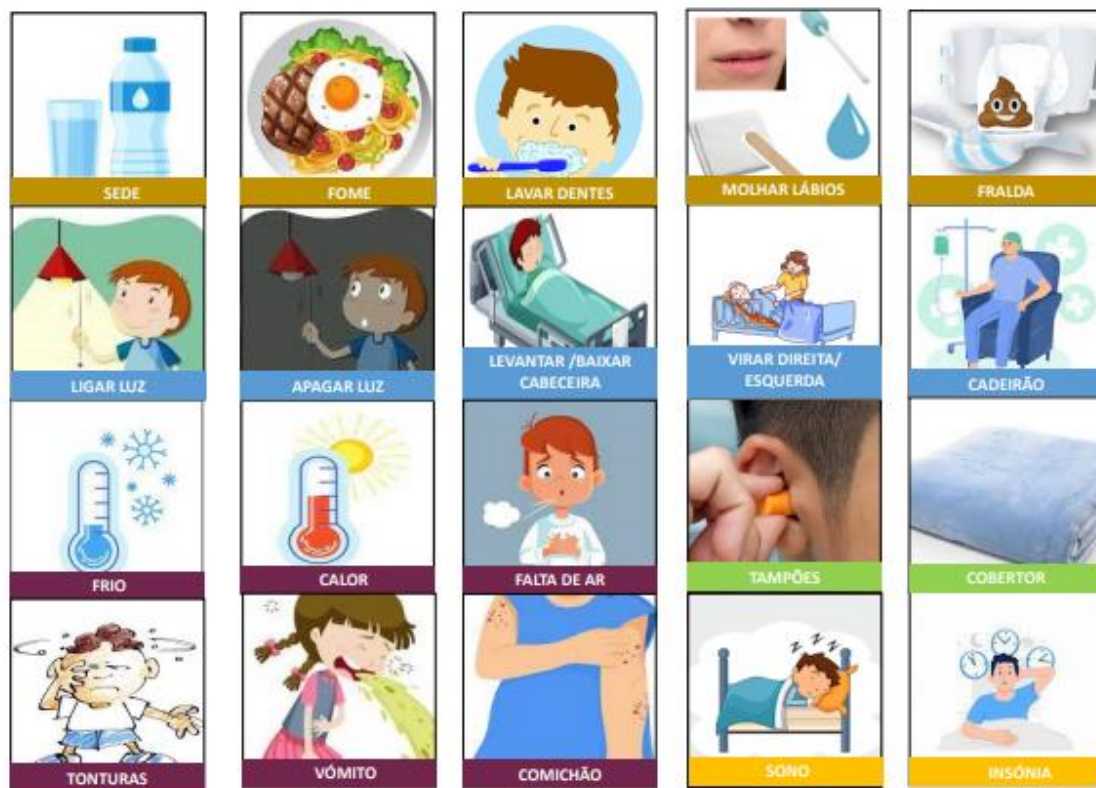 SEDE
FOME
LAVAR DENTES
MOLHAR LÁBIOS
FRALDA
LIGAR LUZ
APAGAR LUZ
LEVANTAR /BAIXAR
CABECEIRA
VIRAR DIREITA/
ESQUERDA
CADEIRÃO
FRIO
CALOR
FALTA DE AR
TAMPÕES
COBERTOR
TONTURAS
VÓMITO
COMICHÃO
SONO
INSÓNIA